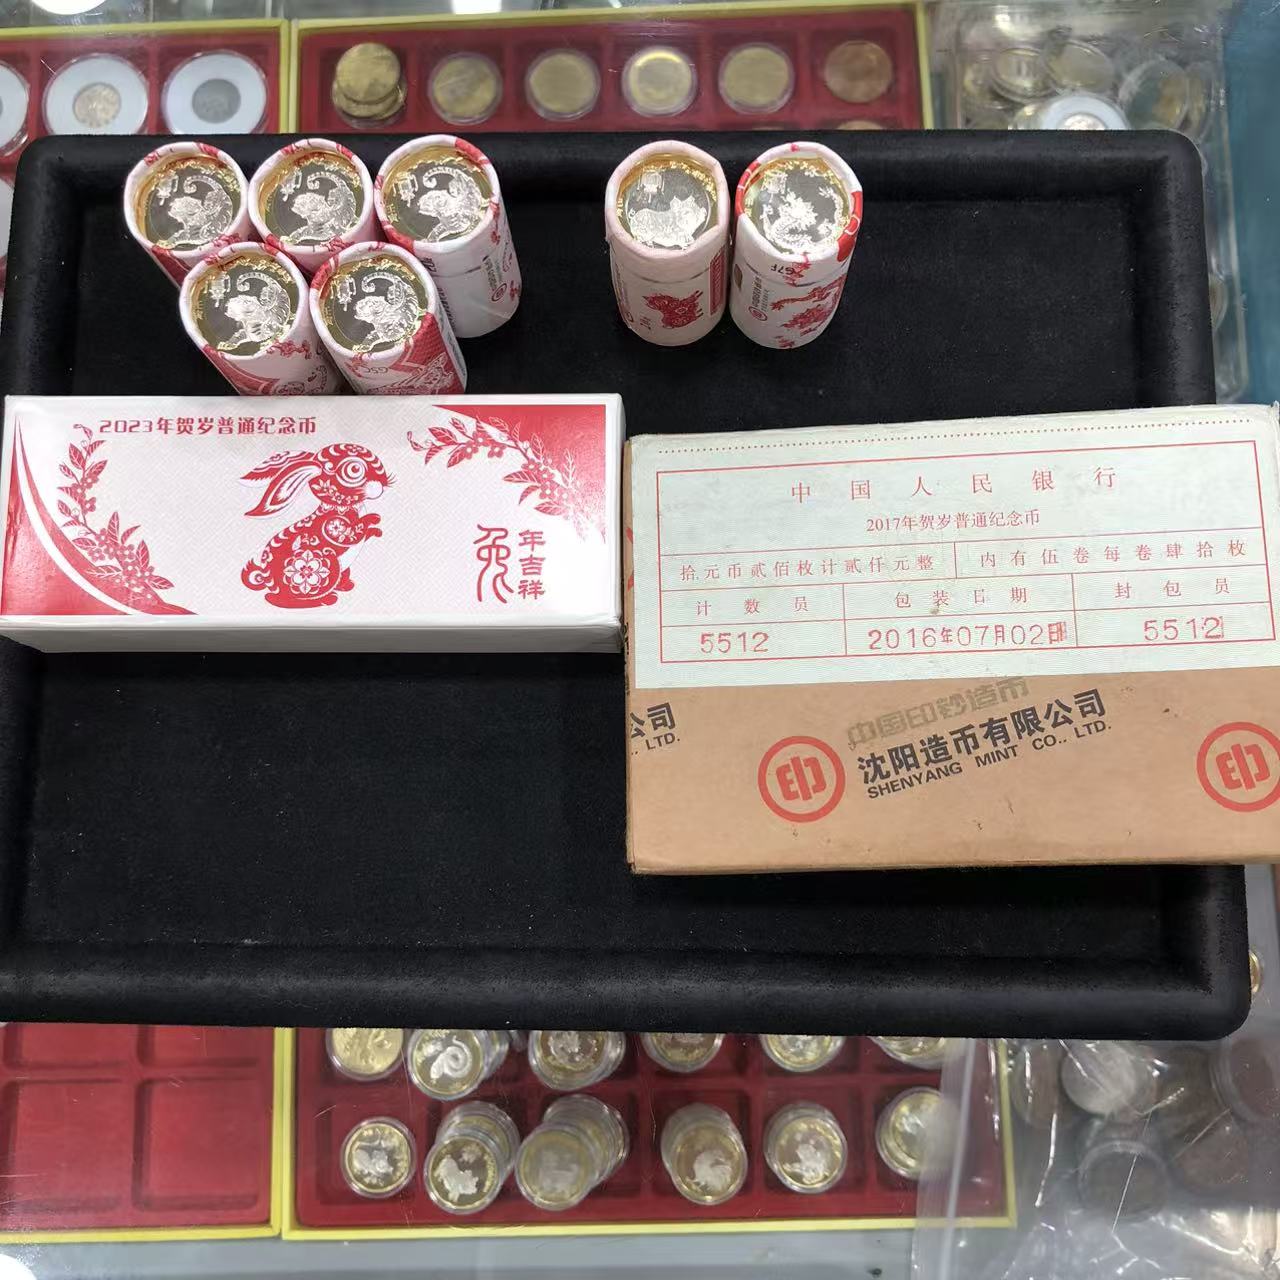 2023年贺岁普通纪念币
兔
年
吉
祥
中国人民银行
2017年贺岁普通纪念币
拾元币贰佰枚计贰仟元整
内有伍卷每卷肆拾枚
计数员
包装日期
封包员
5512
2016年07月02日
5512
公司
., LTD.
中国印钞造币
沈阳造币有限公司
SHENYANG MINT CO., LTD.